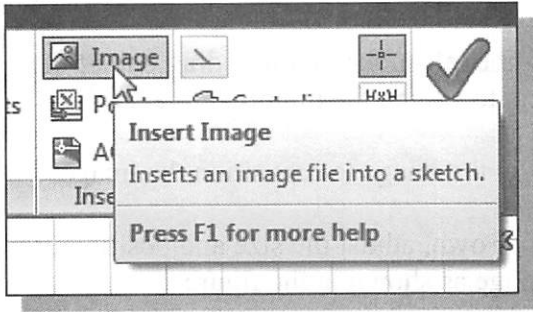 Image
Insert Image
Inserts an image file into a sketch.
Press F1 for more help